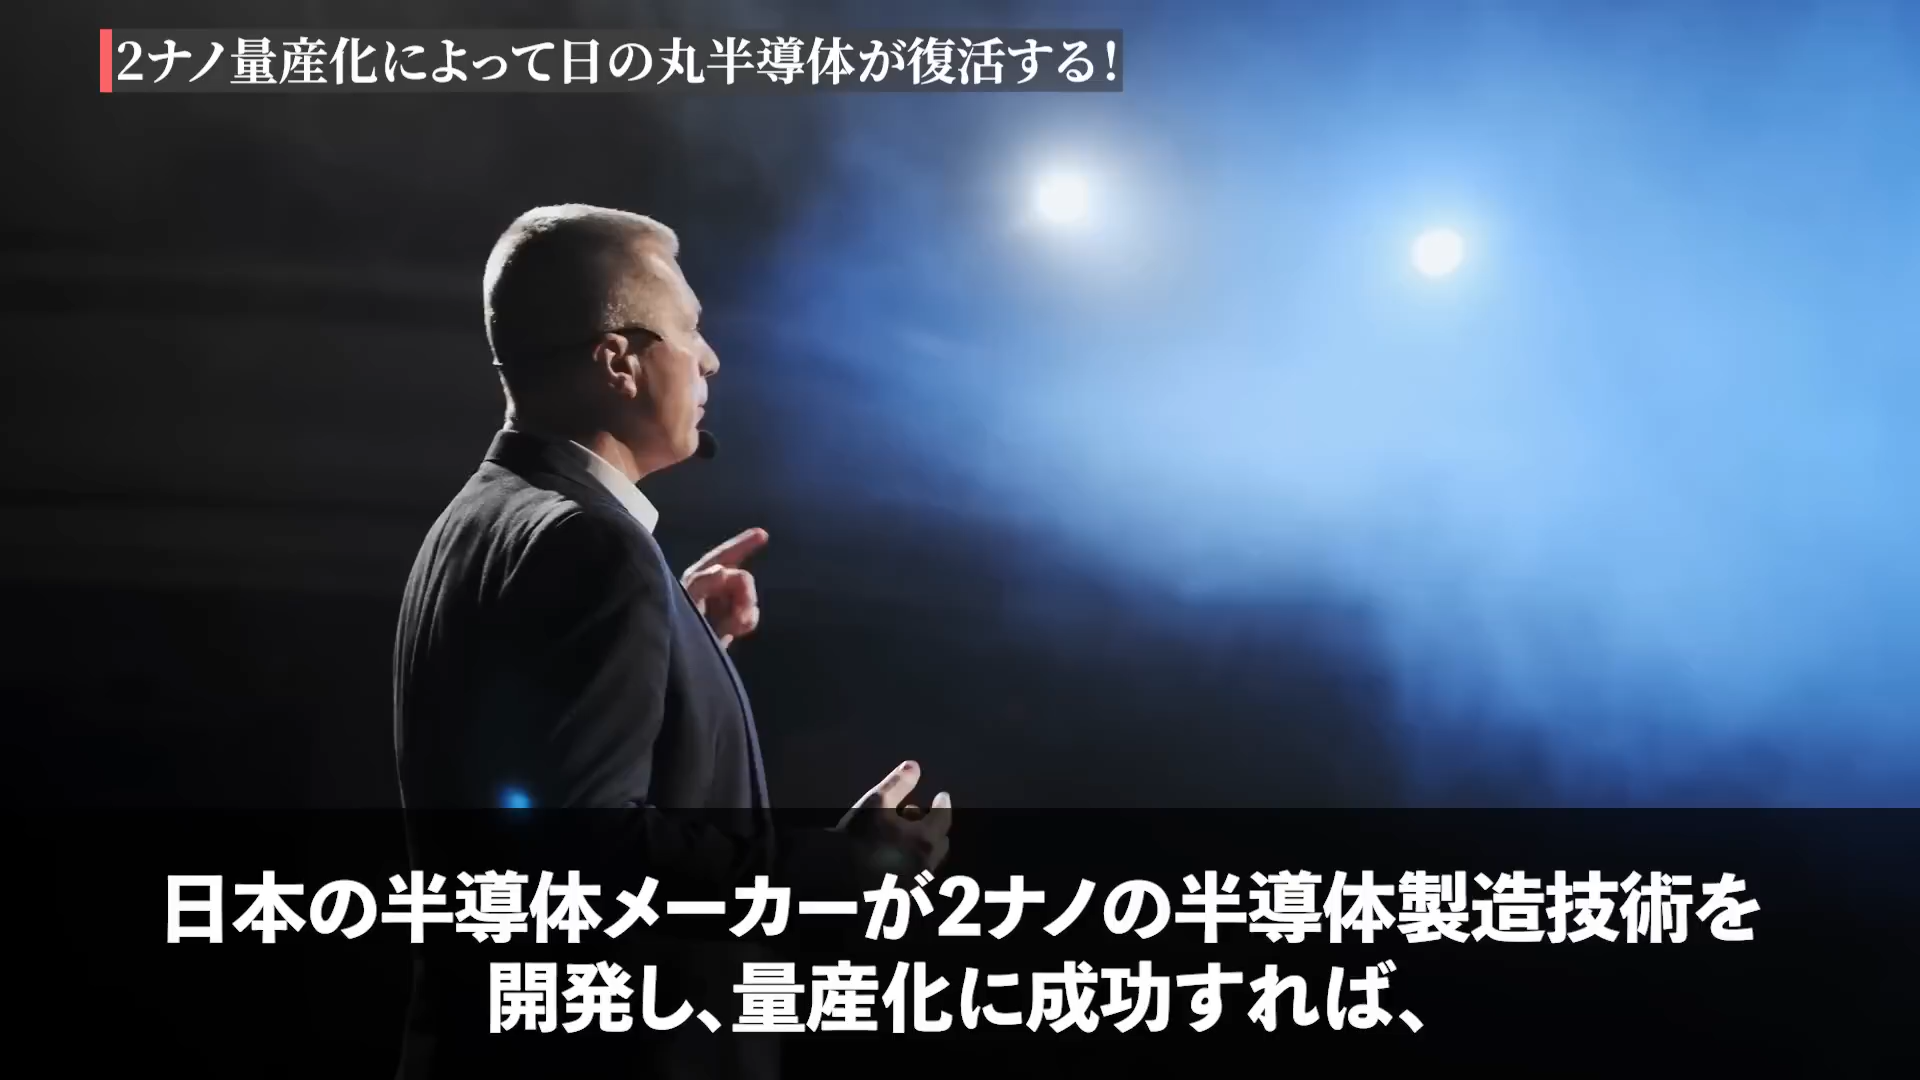 2ナノ量産化によって日の丸半導体が復活する!
日本の半導体メーカーが2ナノの半導体製造技術を
開発し、量産化に成功すれば、